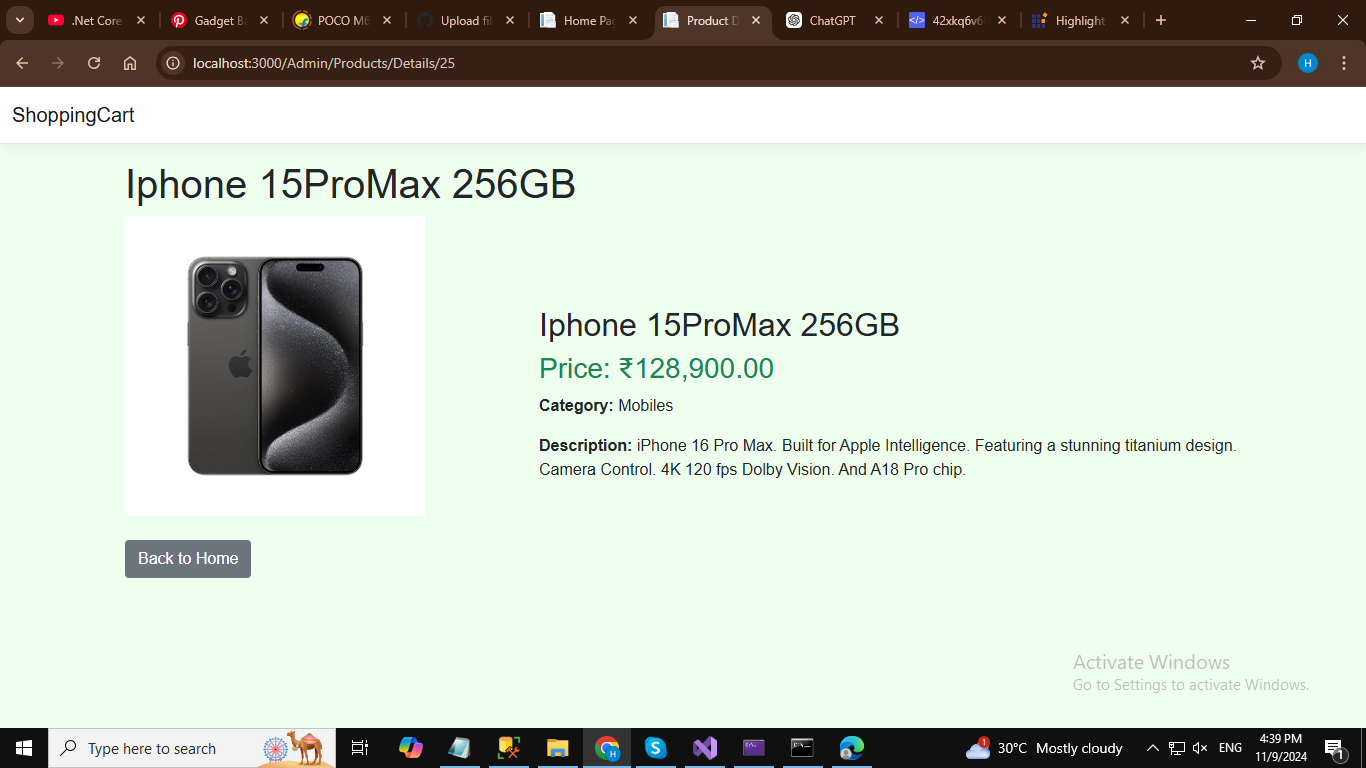 .Net Core
Gadget Ba
POCO M6
Upload fil
Home Pag
Product D
ChatGPT
42xkq6v6
Highlight
localhost:3000/Admin/Products/Details/25
H
ShoppingCart
Iphone 15ProMax 256GB
Iphone 15ProMax 256GB
Price: ₹128,900.00
Category: Mobiles
Description: iPhone 16 Pro Max. Built for Apple Intelligence. Featuring a stunning titanium design.
Camera Control. 4K 120 fps Dolby Vision. And A18 Pro chip.
Back to Home
Activate Windows
Go to Settings to activate Windows.
Type here to search
H
1
30°C Mostly cloudy
ENG
4:39 PM
11/9/2024
1